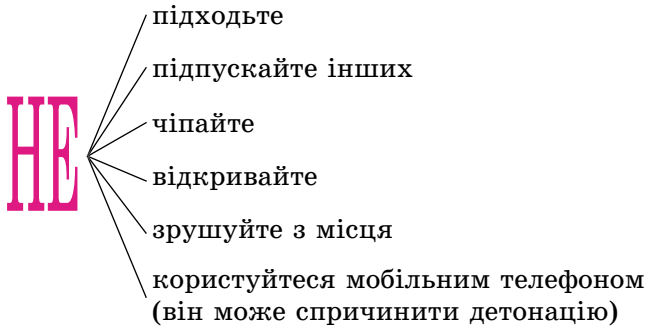 підходьте
підпускайте інших
чіпайте
НЕ
відкривайте
зрушуйте з місця
користуйтеся мобільним телефоном
(він може спричинити детонацію)